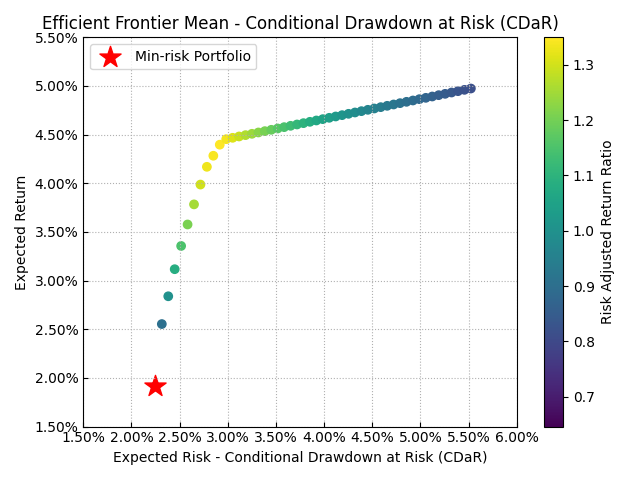 Efficient Frontier Mean - Conditional Drawdown at Risk (CDaR)
Min-risk Portfolio
5.50%
5.00%
4.50%
4.00%
3.50%
3.00%
2.50%
2.00%
1.50%
Expected Return
1.50% 2.00% 2.50% 3.00% 3.50% 4.00% 4.50% 5.00% 5.50% 6.00%
Expected Risk - Conditional Drawdown at Risk (CDaR)
1.3
1.2
1.1
1.0
0.9
0.8
0.7
Risk Adjusted Return Ratio